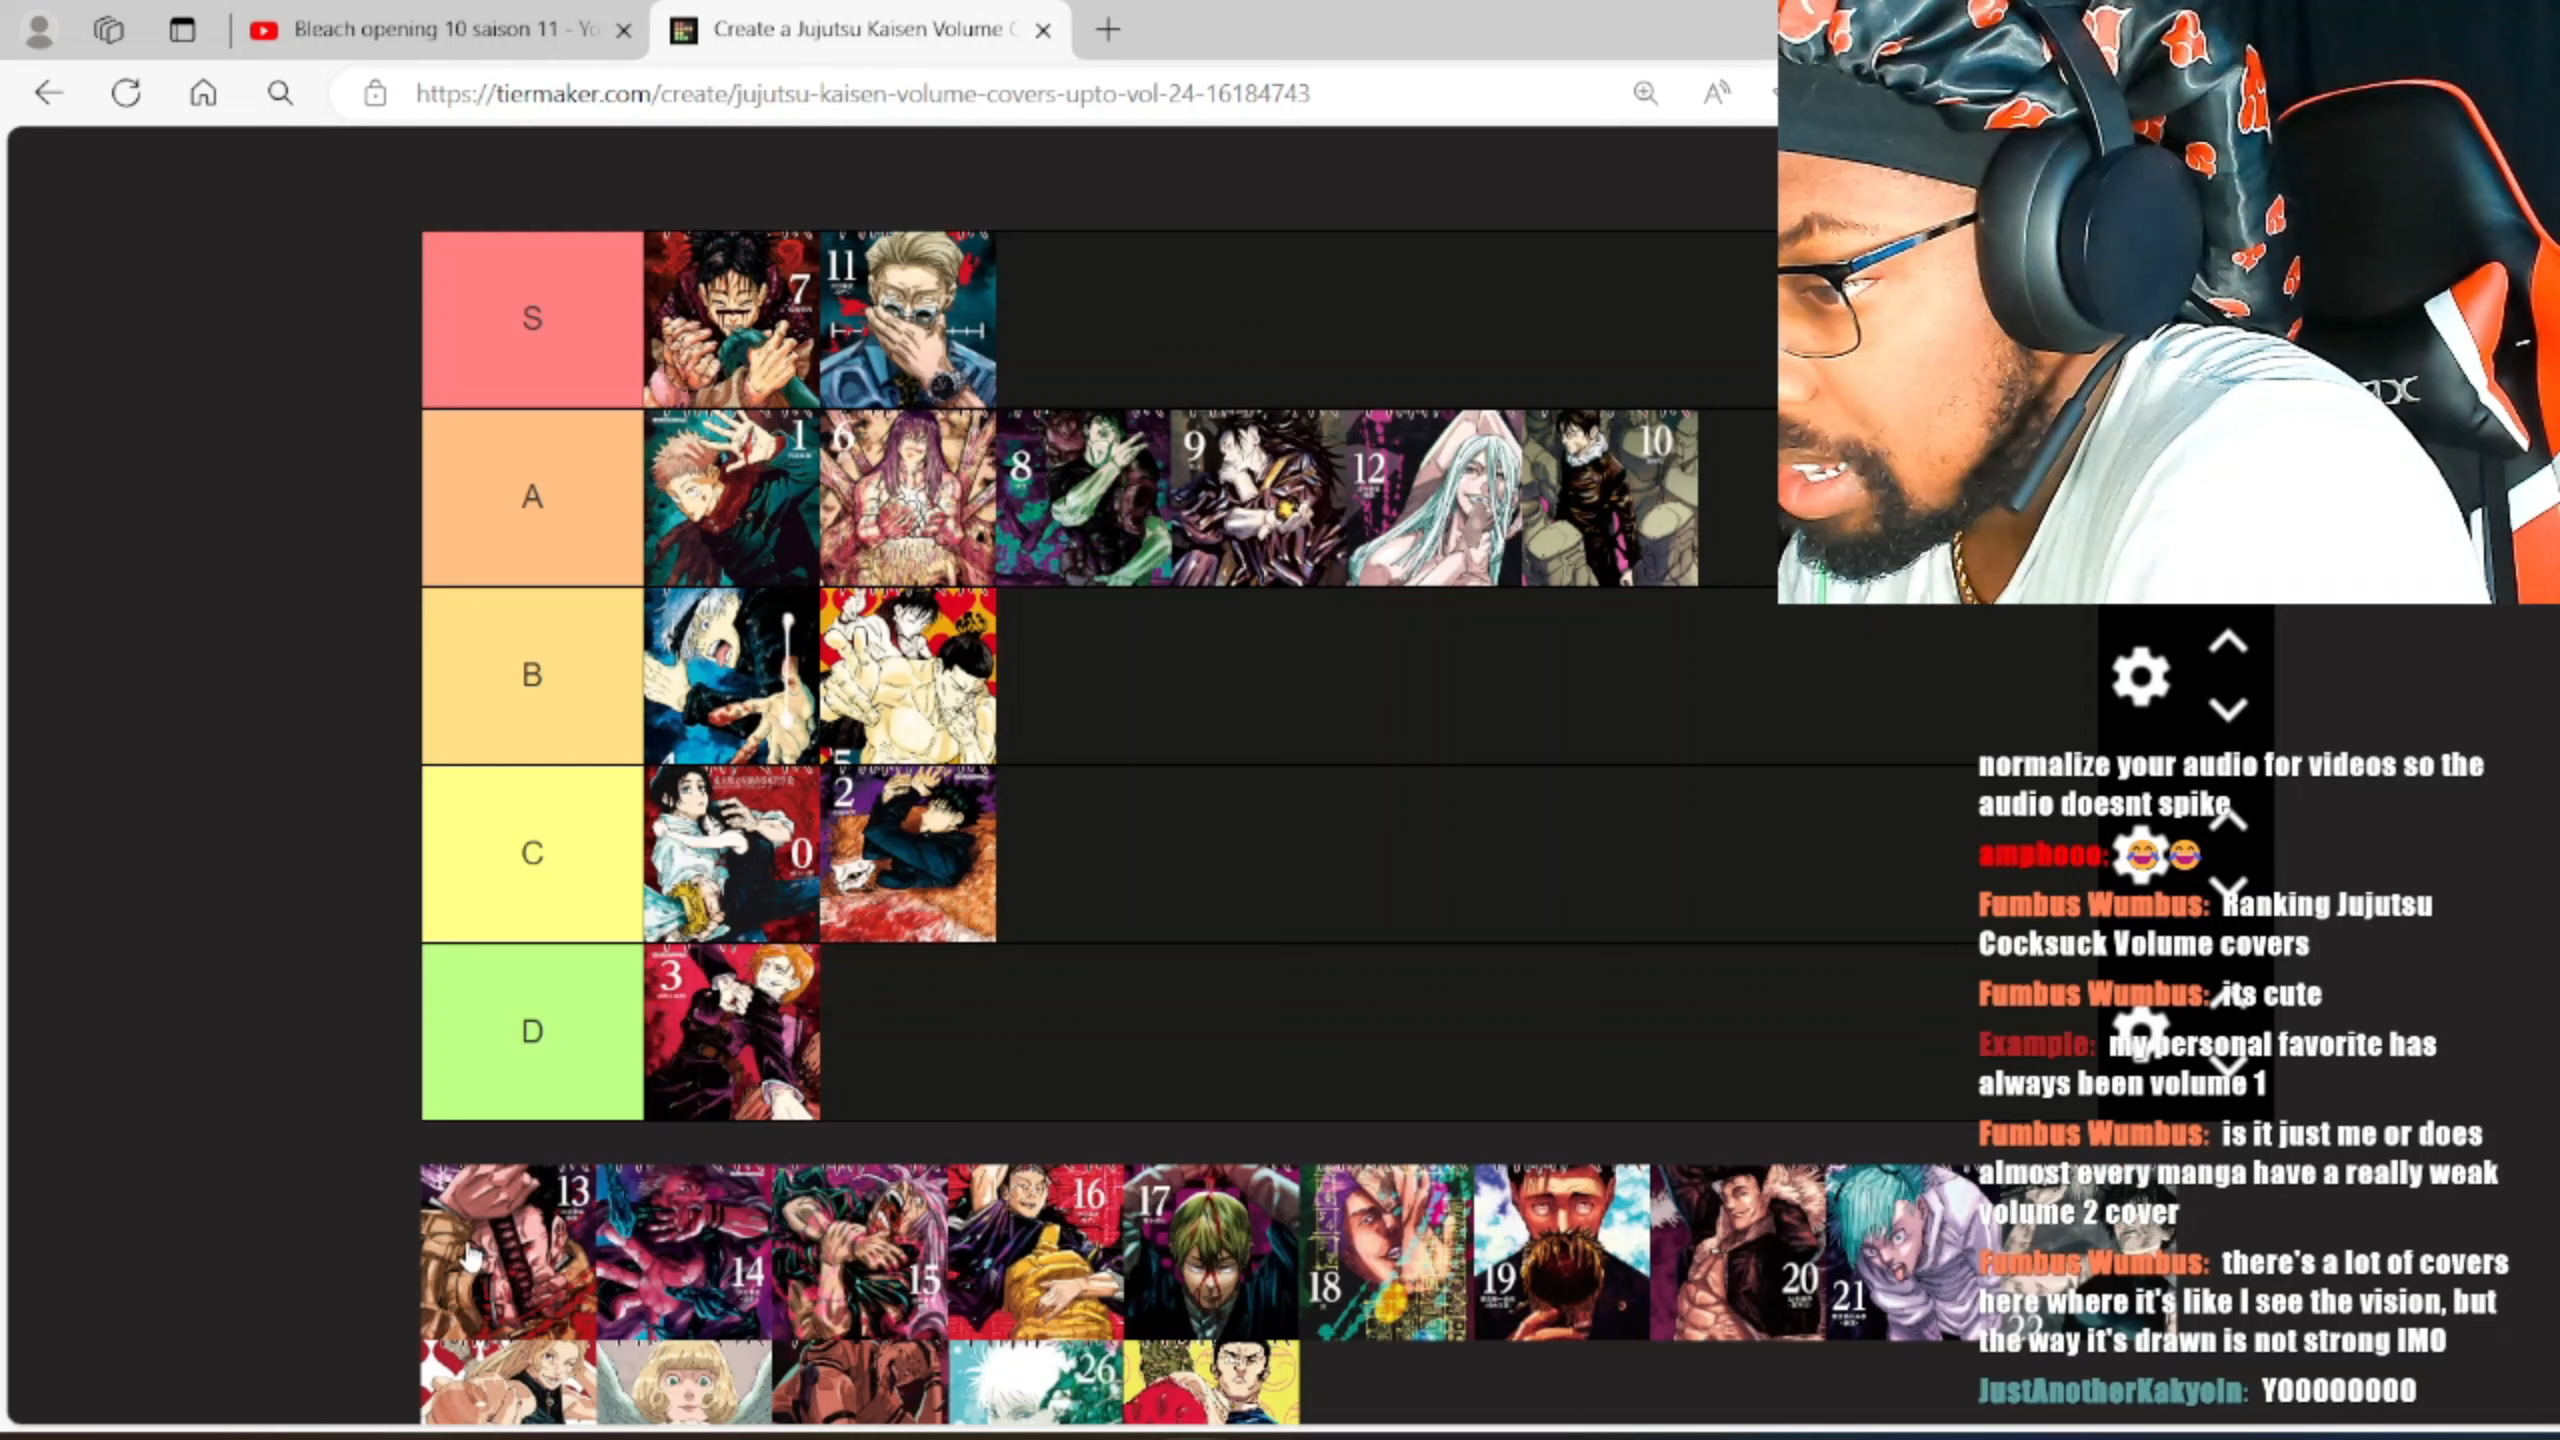 Bleach opening 10 saison 11 - Yo
Create a Jujutsu Kaisen Volume C
https://tiermaker.com/create/jujutsu-kaisen-volume-covers-upto-vol-24-16184743
S
7
11
A
1
6
8
9
12
10
B
5
C
0
2
D
3
normalize your audio for videos so the
audio doesnt spike
amphooo: 😂😂
Fumbus Wumbus: Ranking Jujutsu
Cocksuck Volume covers
Fumbus Wumbus: its cute
Example: my personal favorite has
always been volume 1
Fumbus Wumbus: is it just me or does
almost every manga have a really weak
volume 2 cover
Fumbus Wumbus: there's a lot of covers
here where it's like I see the vision, but
the way it's drawn is not strong IMO
JustAnotherKakyoin: YOOOOOOOO
13
14
15
16
17
18
19
20
21
22
26